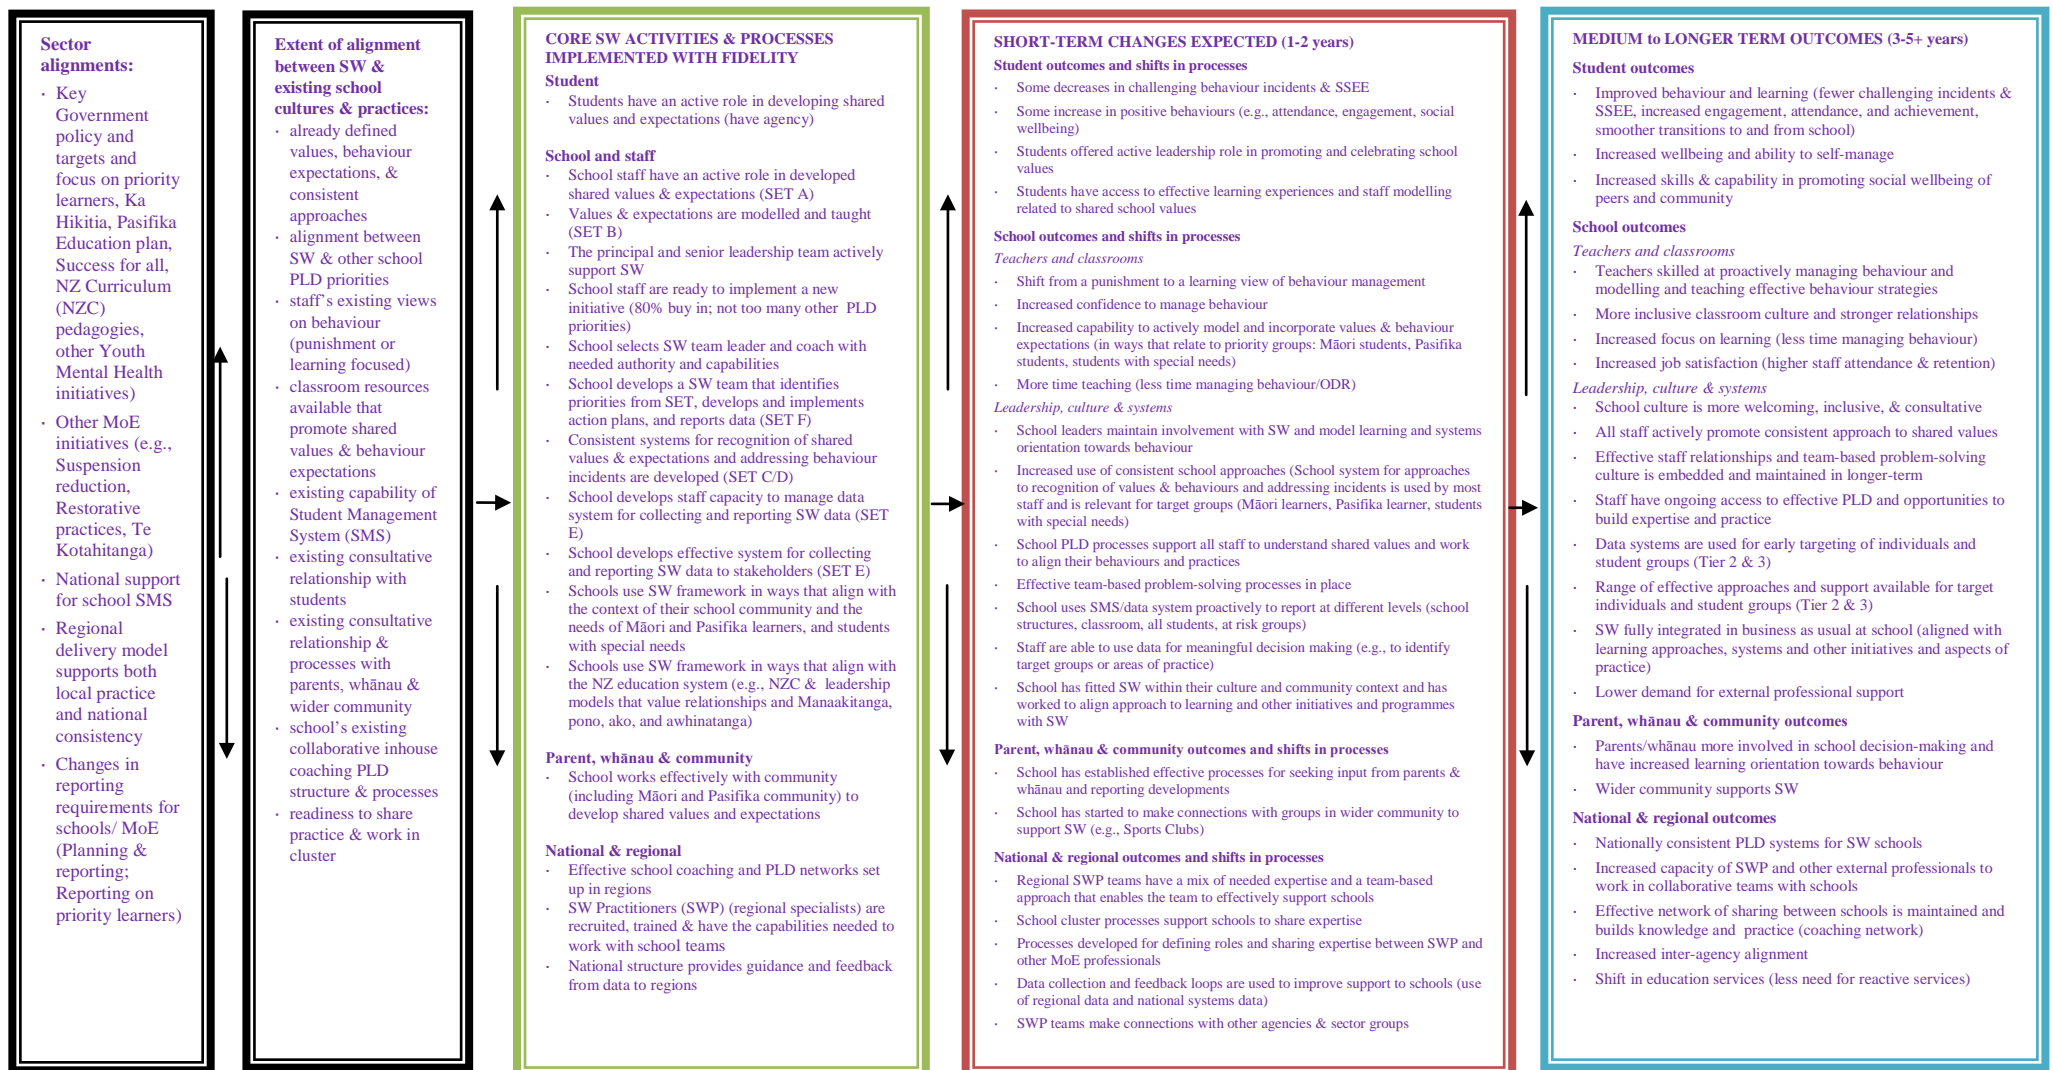 Sector
alignments:
· Key
Government
policy and
targets and
focus on priority
learners, Ka
Hikitia, Pasifika
Education plan,
Success for all,
NZ Curriculum
(NZC)
pedagogies,
other Youth
Mental Health
initiatives)
· Other MoE
initiatives (e.g.,
Suspension
reduction,
Restorative
practices, Te
Kotahitanga)
· National support
for school SMS
· Regional
delivery model
supports both
local practice
and national
consistency
· Changes in
reporting
requirements for
schools/ MoE
(Planning &
reporting;
Reporting on
priority learners)
Extent of alignment
between SW &
existing school
cultures & practices:
· already defined
values, behaviour
expectations, &
consistent
approaches
· alignment between
SW & other school
PLD priorities
· staff's existing views
on behaviour
(punishment or
learning focused)
· classroom resources
available that
promote shared
values & behaviour
expectations
· existing capability of
Student Management
System (SMS)
· existing consultative
relationship with
students
· existing consultative
relationship &
processes with
parents, whānau &
wider community
· school's existing
collaborative inhouse
coaching PLD
structure & processes
· readiness to share
practice & work in
cluster
CORE SW ACTIVITIES & PROCESSES
IMPLEMENTED WITH FIDELITY
Student
· Students have an active role in developing shared
values and expectations (have agency)
School and staff
· School staff have an active role in developed
shared values & expectations (SET A)
· Values & expectations are modelled and taught
(SET B)
· The principal and senior leadership team actively
support SW
· School staff are ready to implement a new
initiative (80% buy in; not too many other PLD
priorities)
· School selects SW team leader and coach with
needed authority and capabilities
· School develops a SW team that identifies
priorities from SET, develops and implements
action plans, and reports data (SET F)
· Consistent systems for recognition of shared
values & expectations and addressing behaviour
incidents are developed (SET C/D)
· School develops staff capacity to manage data
system for collecting and reporting SW data (SET
E)
· School develops effective system for collecting
and reporting SW data to stakeholders (SET E)
· Schools use SW framework in ways that align with
the context of their school community and the
needs of Māori and Pasifika learners, and students
with special needs
· Schools use SW framework in ways that align with
the NZ education system (e.g., NZC & leadership
models that value relationships and Manaakitanga,
pono, ako, and awhinatanga)
Parent, whānau & community
· School works effectively with community
(including Māori and Pasifika community) to
develop shared values and expectations
National & regional
· Effective school coaching and PLD networks set
up in regions
· SW Practitioners (SWP) (regional specialists) are
recruited, trained & have the capabilities needed to
work with school teams
· National structure provides guidance and feedback
from data to regions
SHORT-TERM CHANGES EXPECTED (1-2 years)
Student outcomes and shifts in processes
· Some decreases in challenging behaviour incidents & SSEE
· Some increase in positive behaviours (e.g., attendance, engagement, social
wellbeing)
· Students offered active leadership role in promoting and celebrating school
values
· Students have access to effective learning experiences and staff modelling
related to shared school values
School outcomes and shifts in processes
Teachers and classrooms
· Shift from a punishment to a learning view of behaviour management
· Increased confidence to manage behaviour
· Increased capability to actively model and incorporate values & behaviour
expectations (in ways that relate to priority groups: Māori students, Pasifika
students, students with special needs)
· More time teaching (less time managing behaviour/ODR)
Leadership, culture & systems
· School leaders maintain involvement with SW and model learning and systems
orientation towards behaviour
· Increased use of consistent school approaches (School system for approaches
to recognition of values & behaviours and addressing incidents is used by most
staff and is relevant for target groups (Māori learners, Pasifika learner, students
with special needs)
· School PLD processes support all staff to understand shared values and work
to align their behaviours and practices
· Effective team-based problem-solving processes in place
· School uses SMS/data system proactively to report at different levels (school
structures, classroom, all students, at risk groups)
· Staff are able to use data for meaningful decision making (e.g., to identify
target groups or areas of practice)
· School has fitted SW within their culture and community context and has
worked to align approach to learning and other initiatives and programmes
with SW
Parent, whānau & community outcomes and shifts in processes
· School has established effective processes for seeking input from parents &
whānau and reporting developments
· School has started to make connections with groups in wider community to
support SW (e.g., Sports Clubs)
National & regional outcomes and shifts in processes
· Regional SWP teams have a mix of needed expertise and a team-based
approach that enables the team to effectively support schools
· School cluster processes support schools to share expertise
· Processes developed for defining roles and sharing expertise between SWP and
other MoE professionals
· Data collection and feedback loops are used to improve support to schools (use
of regional data and national systems data)
· SWP teams make connections with other agencies & sector groups
MEDIUM to LONGER TERM OUTCOMES (3-5+ years)
Student outcomes
· Improved behaviour and learning (fewer challenging incidents &
SSEE, increased engagement, attendance, and achievement,
smoother transitions to and from school)
· Increased wellbeing and ability to self-manage
· Increased skills & capability in promoting social wellbeing of
peers and community
School outcomes
Teachers and classrooms
· Teachers skilled at proactively managing behaviour and
modelling and teaching effective behaviour strategies
· More inclusive classroom culture and stronger relationships
· Increased focus on learning (less time managing behaviour)
· Increased job satisfaction (higher staff attendance & retention)
Leadership, culture & systems
· School culture is more welcoming, inclusive, & consultative
· All staff actively promote consistent approach to shared values
· Effective staff relationships and team-based problem-solving
culture is embedded and maintained in longer-term
· Staff have ongoing access to effective PLD and opportunities to
build expertise and practice
· Data systems are used for early targeting of individuals and
student groups (Tier 2 & 3)
· Range of effective approaches and support available for target
individuals and student groups (Tier 2 & 3)
· SW fully integrated in business as usual at school (aligned with
learning approaches, systems and other initiatives and aspects of
practice)
· Lower demand for external professional support
Parent, whānau & community outcomes
· Parents/whānau more involved in school decision-making and
have increased learning orientation towards behaviour
· Wider community supports SW
National & regional outcomes
· Nationally consistent PLD systems for SW schools
· Increased capacity of SWP and other external professionals to
work in collaborative teams with schools
· Effective network of sharing between schools is maintained and
builds knowledge and practice (coaching network)
· Increased inter-agency alignment
· Shift in education services (less need for reactive services)